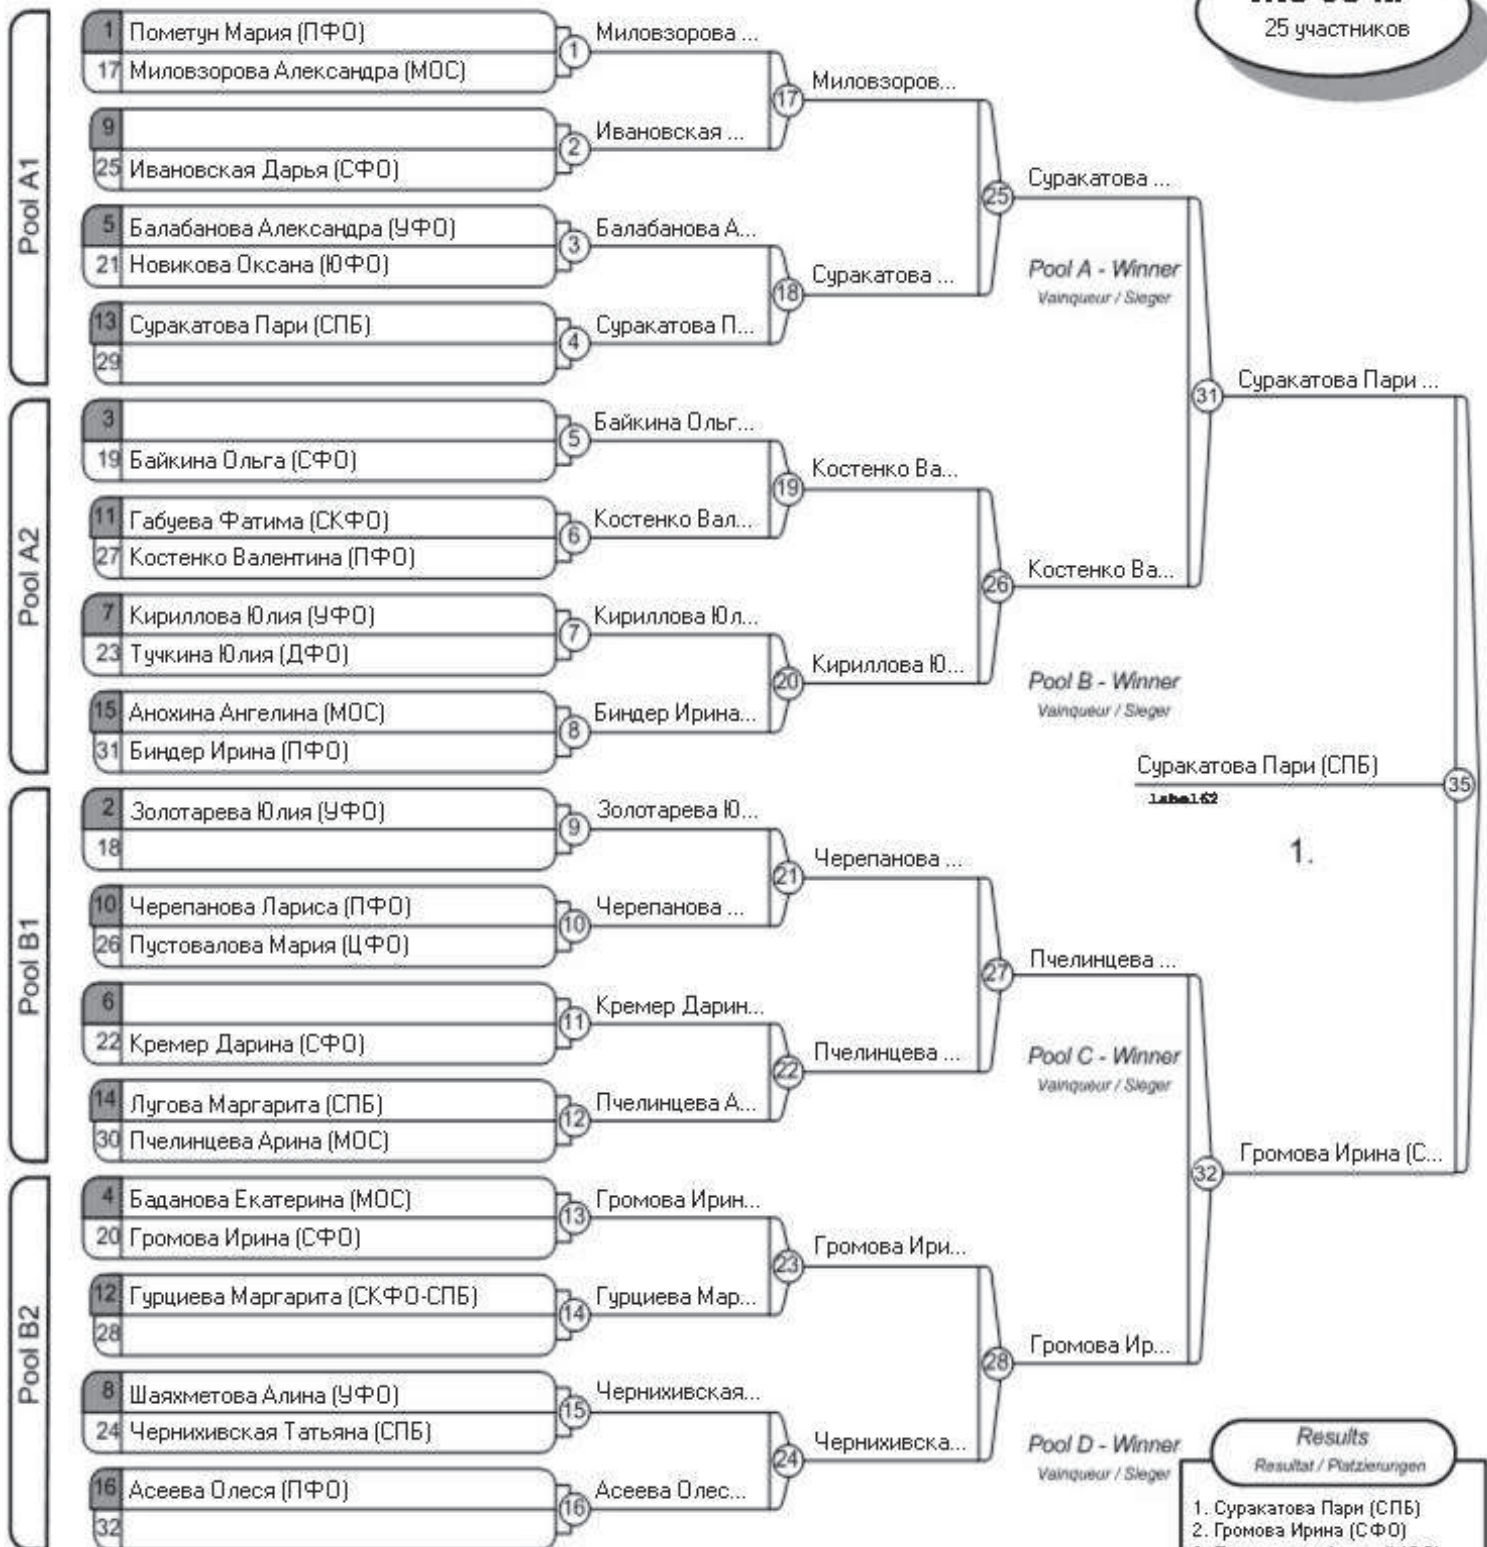 25 участников
Pool A1
1 Пометун Мария (ПФО)
17 Миловзорова Александра (МОС)
9
25 Ивановская Дарья (СФО)
5 Балабанова Александра (УФО)
21 Новикова Оксана (ЮФО)
13 Суракатова Пари (СПБ)
29
Pool A2
3
19 Байкина Ольга (СФО)
11 Габуева Фатима (СКФО)
27 Костенко Валентина (ПФО)
7 Кириллова Юлия (УФО)
23 Тучкина Юлия (ДФО)
15 Анохина Ангелина (МОС)
31 Биндер Ирина (ПФО)
Pool B1
2 Золотарева Юлия (УФО)
18
10 Черепанова Лариса (ПФО)
26 Пустовалова Мария (ЦФО)
6
22 Кремер Дарина (СФО)
14 Лугова Маргарита (СПБ)
30 Пчелинцева Арина (МОС)
Pool B2
4 Баданова Екатерина (МОС)
20 Громова Ирина (СФО)
12 Гурциева Маргарита (СКФО-СПБ)
28
8 Шаяхметова Алина (УФО)
24 Чернихивская Татьяна (СПБ)
16 Асеева Олеся (ПФО)
32
1 Миловзорова ...
2 Ивановская ...
3 Балабанова А...
4 Суракатова П...
5 Байкина Ольг...
6 Костенко Вал...
7 Кириллова Юл...
8 Биндер Ирина...
9 Золотарева Ю...
10 Черепанова ...
11 Кремер Дарин...
12 Пчелинцева А...
13 Громова Ирин...
14 Гурциева Мар...
15 Чернихивская...
16 Асеева Олес...
17 Миловзоров...
18 Суракатова ...
19 Костенко Ва...
20 Кириллова Ю...
21 Черепанова ...
22 Пчелинцева ...
23 Громова Ири...
24 Чернихивска...
25 Суракатова ...
Pool A - Winner
Vainqueur / Sieger
26 Костенко Ва...
Pool B - Winner
Vainqueur / Sieger
27 Пчелинцева ...
Pool C - Winner
Vainqueur / Sieger
28 Громова Ир...
Pool D - Winner
Vainqueur / Sieger
31 Суракатова Пари ...
32 Громова Ирина (С...
Суракатова Пари (СПБ) 35
label62
1.
Results
Resultat / Platzierungen
1. Суракатова Пари (СПБ)
2. Громова Ирина (СФО)